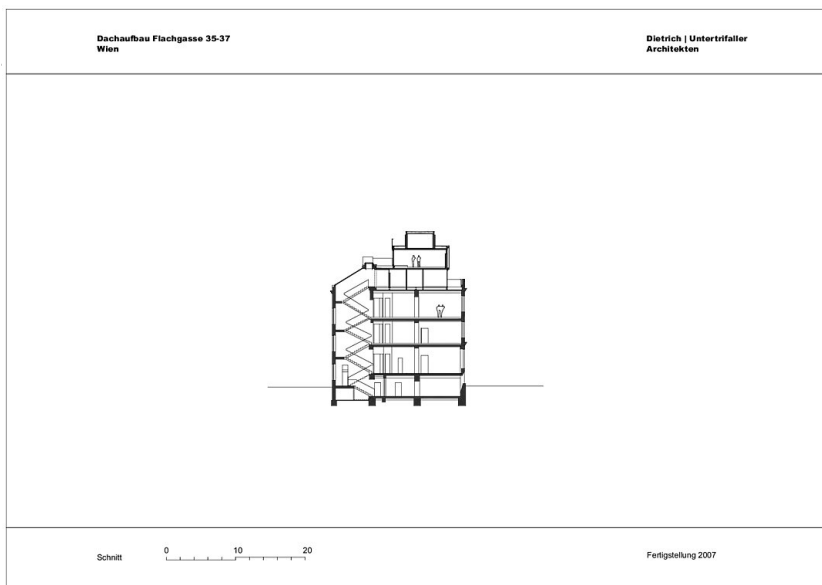 Dachaufbau Flachgasse 35-37
Wien
Dietrich | Untertrifaller
Architekten
Schnitt
0 10 20
Fertigstellung 2007